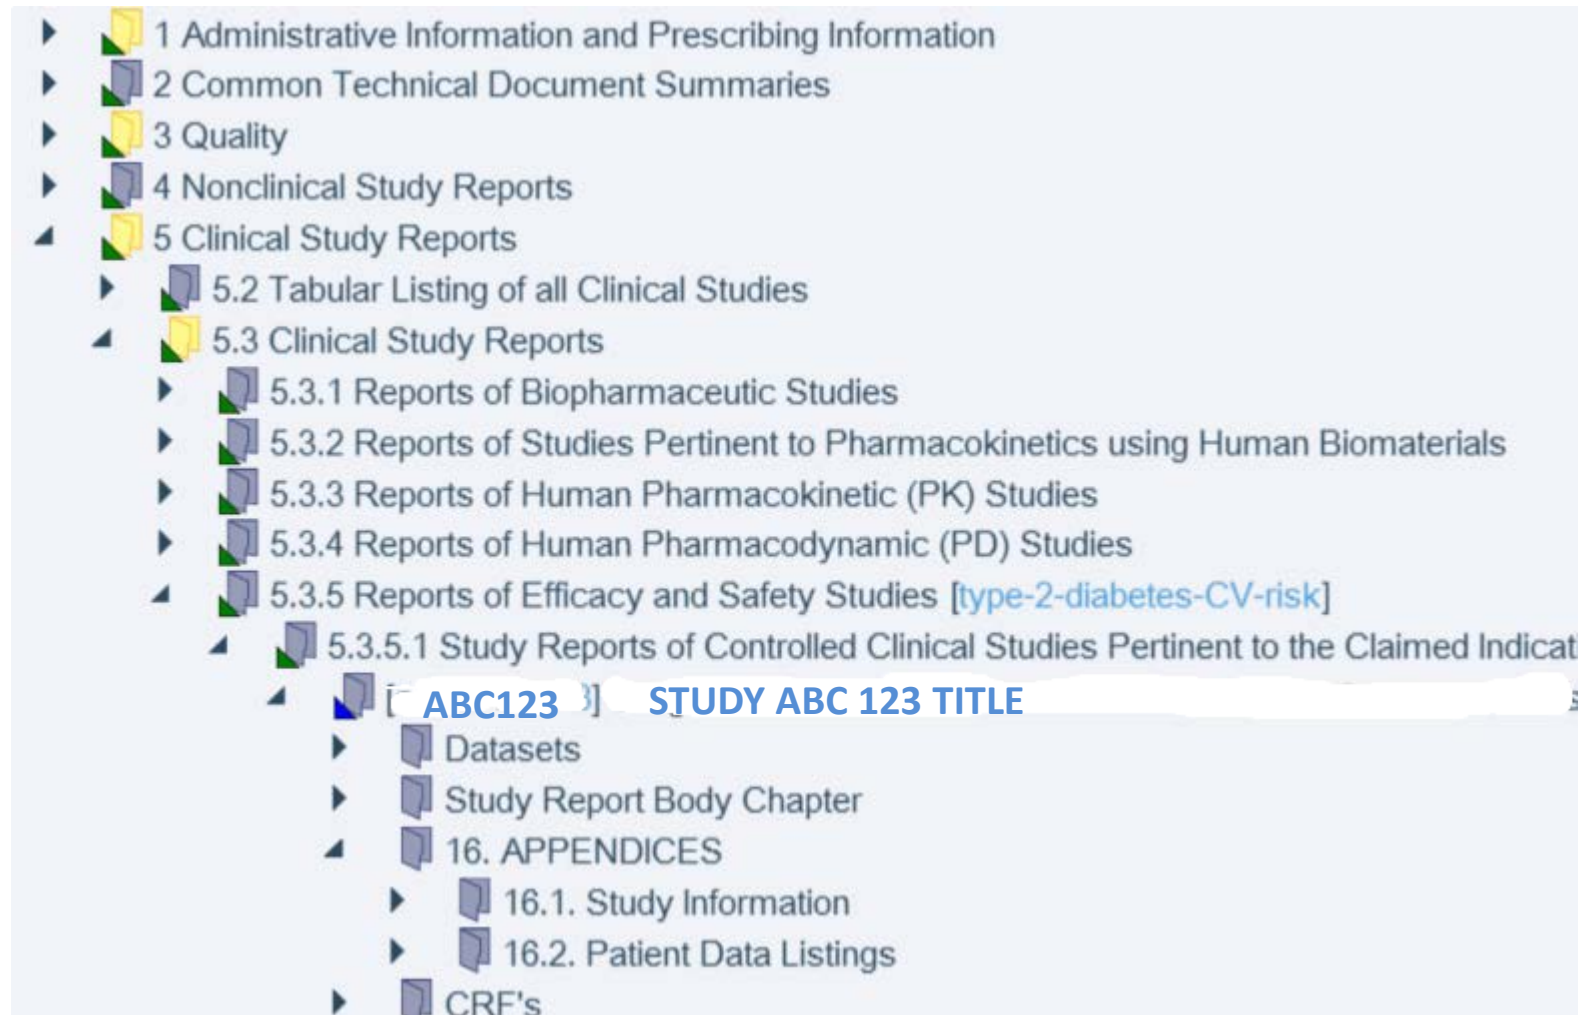 1 Administrative Information and Prescribing Information
2 Common Technical Document Summaries
3 Quality
4 Nonclinical Study Reports
5 Clinical Study Reports
5.2 Tabular Listing of all Clinical Studies
5.3 Clinical Study Reports
5.3.1 Reports of Biopharmaceutic Studies
5.3.2 Reports of Studies Pertinent to Pharmacokinetics using Human Biomaterials
5.3.3 Reports of Human Pharmacokinetic (PK) Studies
5.3.4 Reports of Human Pharmacodynamic (PD) Studies
5.3.5 Reports of Efficacy and Safety Studies [type-2-diabetes-CV-risk]
5.3.5.1 Study Reports of Controlled Clinical Studies Pertinent to the Claimed Indicati
[ABC123] STUDY ABC 123 TITLE
Datasets
Study Report Body Chapter
16. APPENDICES
16.1. Study Information
16.2. Patient Data Listings
CRF's